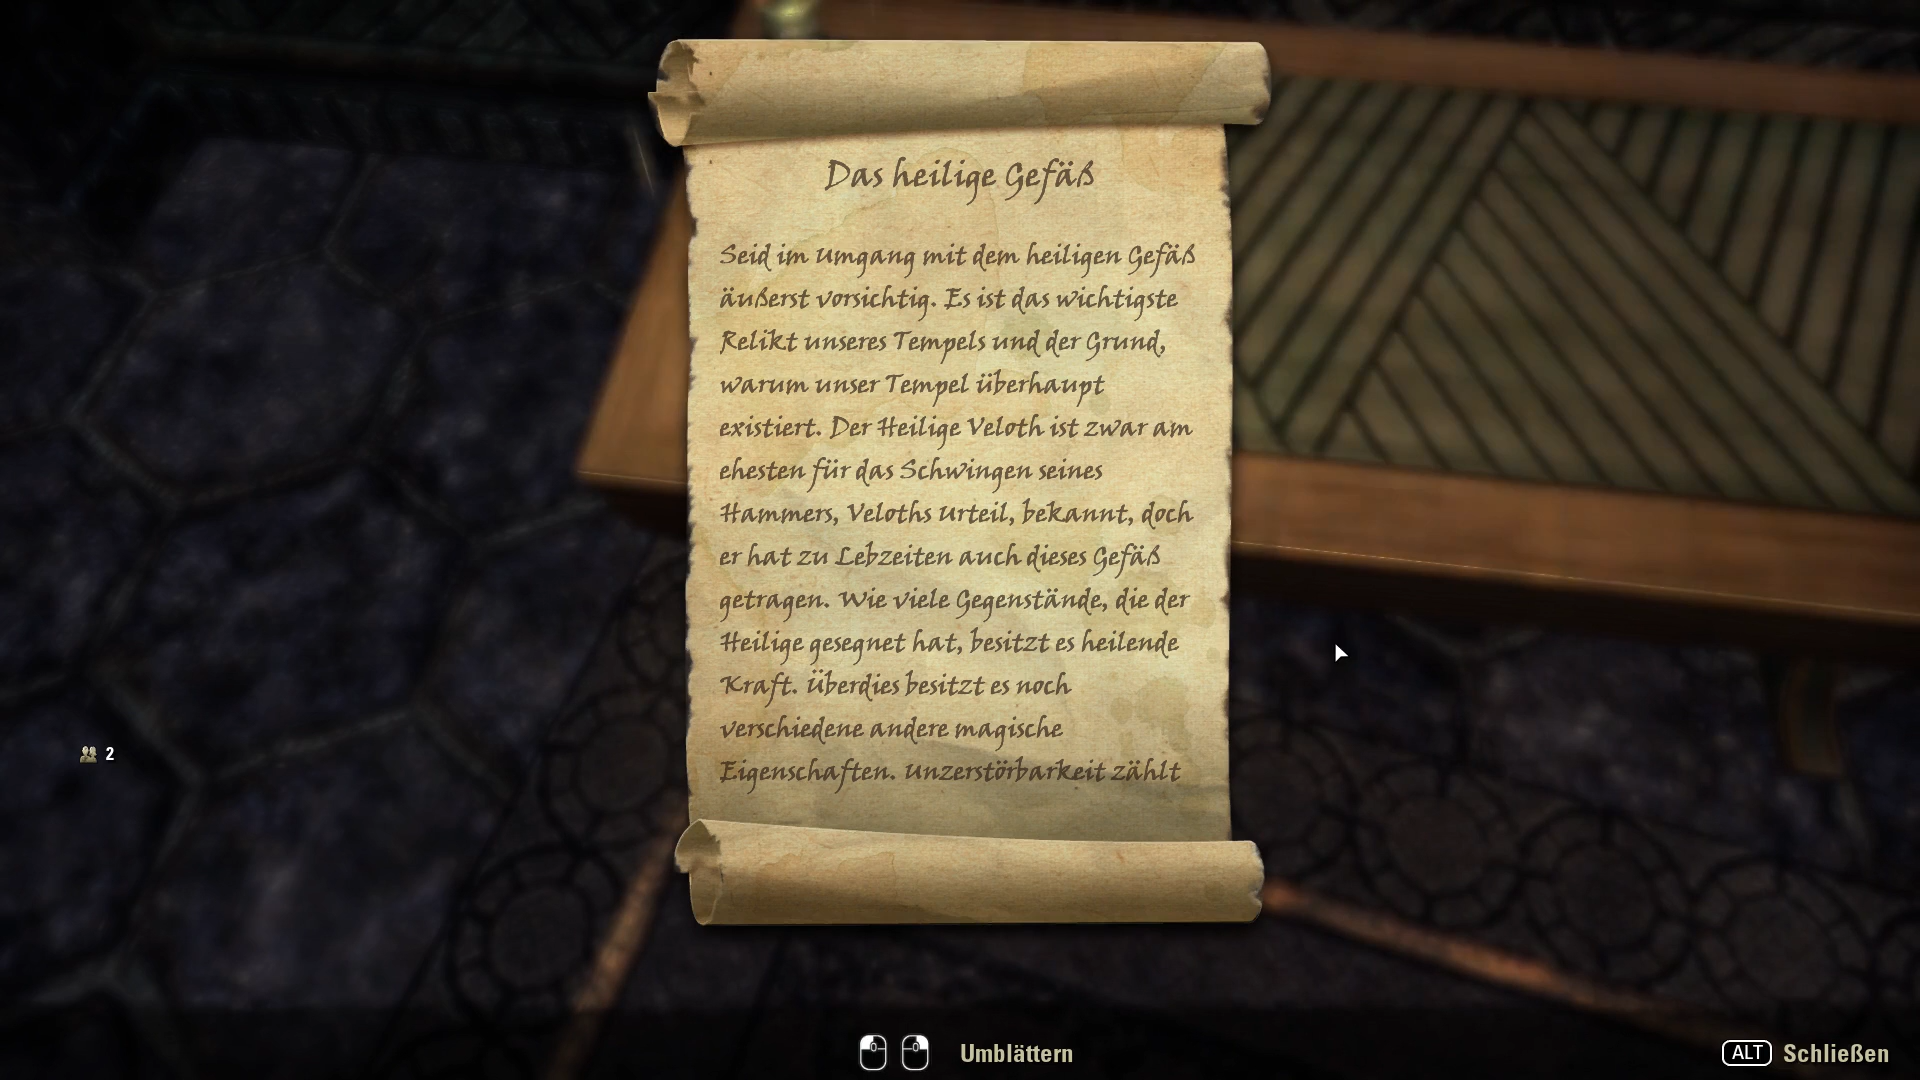 Das heilige Gefäß
Seid im Umgang mit dem heiligen Gefäß
äußerst vorsichtig. Es ist das wichtigste
Relikt unseres Tempels und der Grund,
warum unser Tempel überhaupt
existiert. Der Heilige Veloth ist zwar am
ehesten für das Schwingen seines
Hammers, Veloths Urteil, bekannt, doch
er hat zu Lebzeiten auch dieses Gefäß
getragen. Wie viele Gegenstände, die der
Heilige gesegnet hat, besitzt es heilende
Kraft. Überdies besitzt es noch
verschiedene andere magische
Eigenschaften. Unzerstörbarkeit zählt
2
Umblättern
ALT Schließen